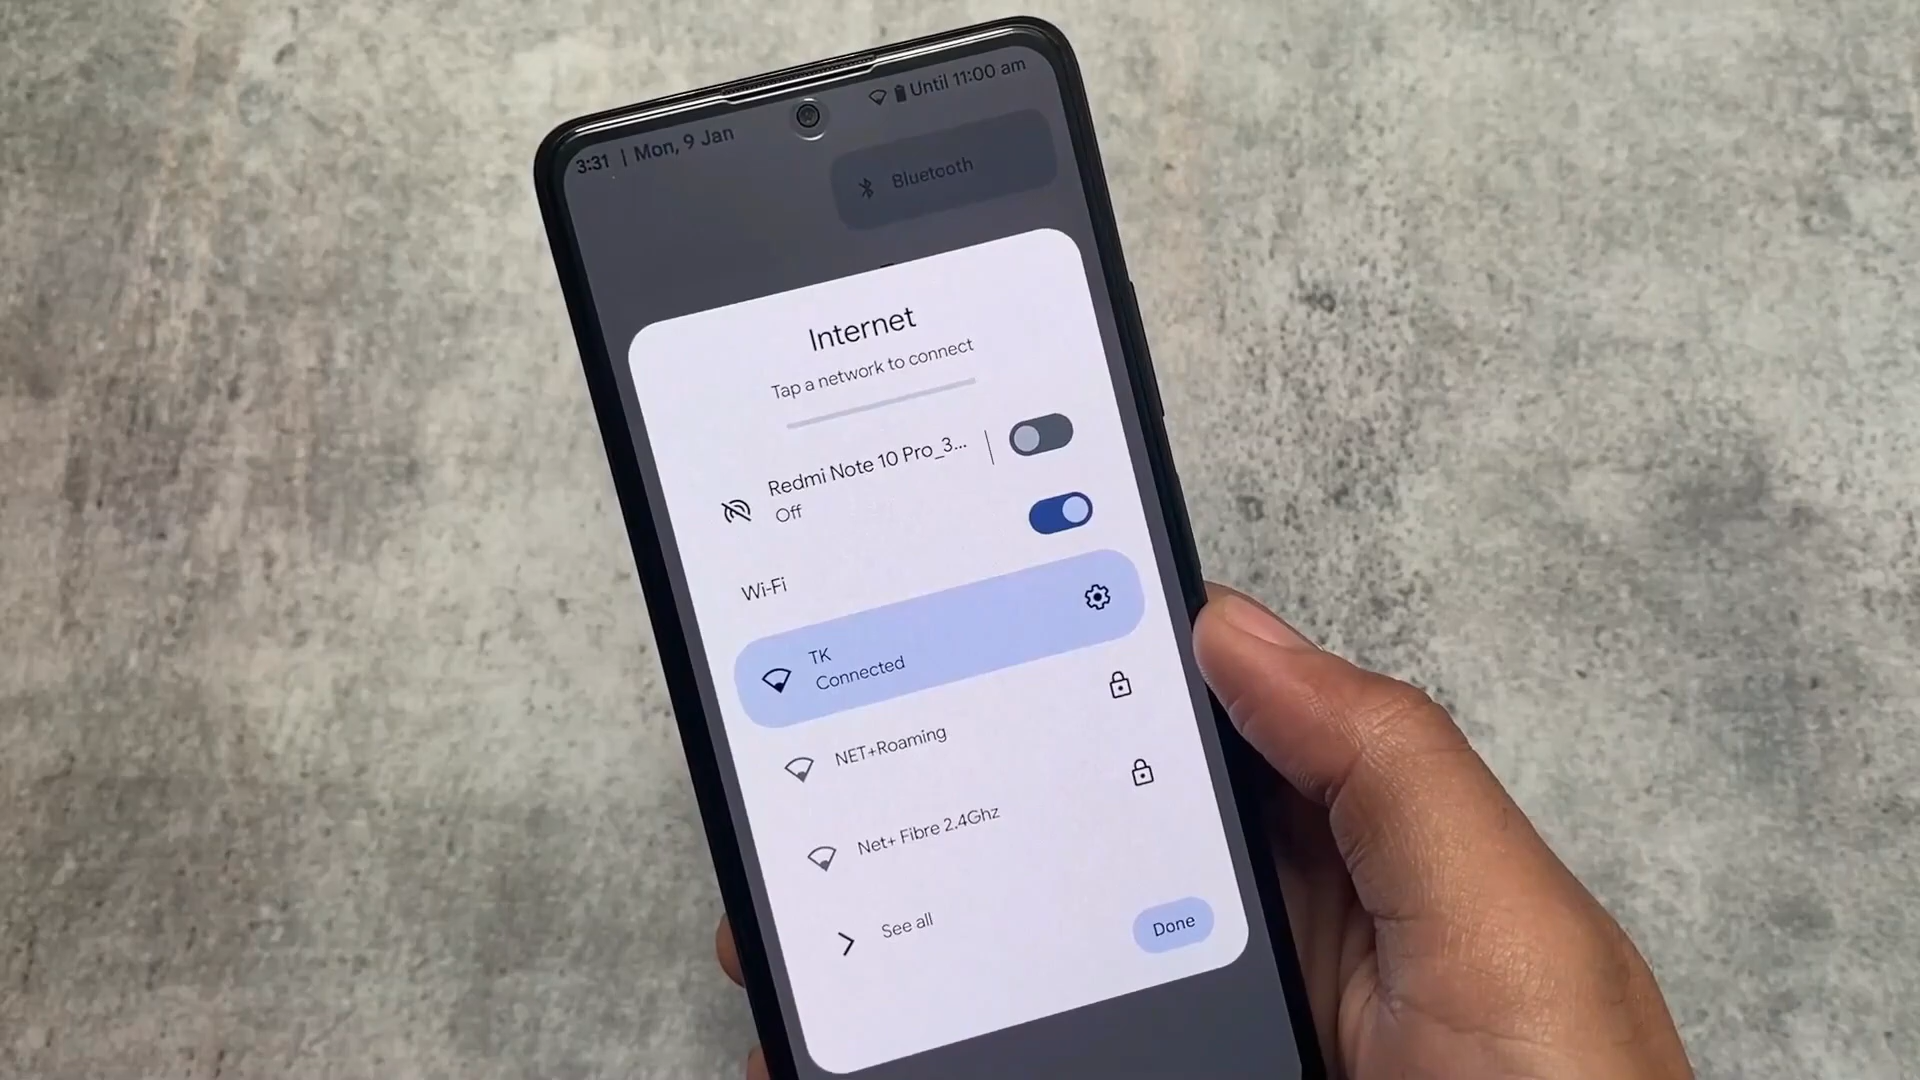 3:31 | Mon, 9 Jan
Until 11:00 am
Bluetooth
Internet
Tap a network to connect
Redmi Note 10 Pro_3...
Off
Wi-Fi
TK
Connected
NET+Roaming
Net+ Fibre 2.4Ghz
See all
Done